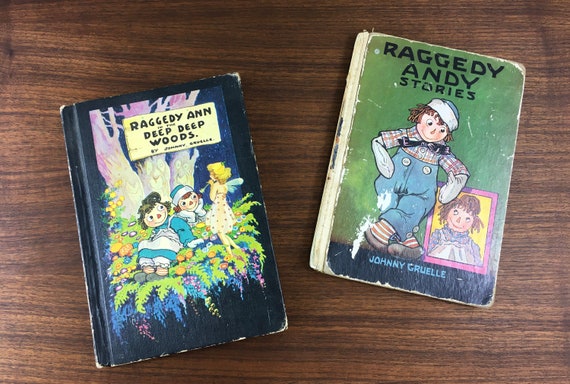 RAGGEDY ANN
IN THE
DEEP DEEP
WOODS.
BY JOHNNY GRUELLE
RAGGEDY
ANDY
STORIES
JOHNNY GRUELLE